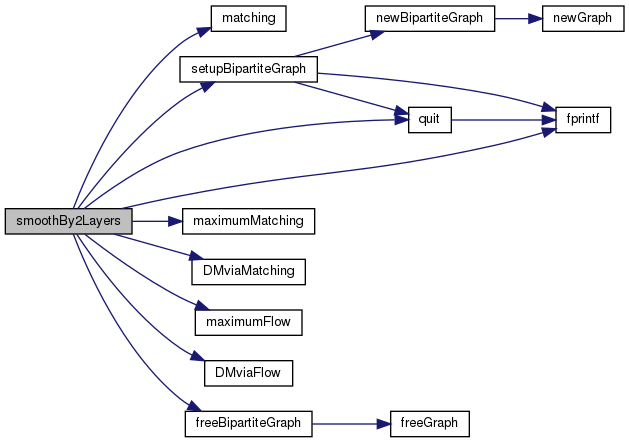 matching
newBipartiteGraph
newGraph
setupBipartiteGraph
quit
fprintf
smoothBy2Layers
maximumMatching
DMviaMatching
maximumFlow
DMviaFlow
freeBipartiteGraph
freeGraph